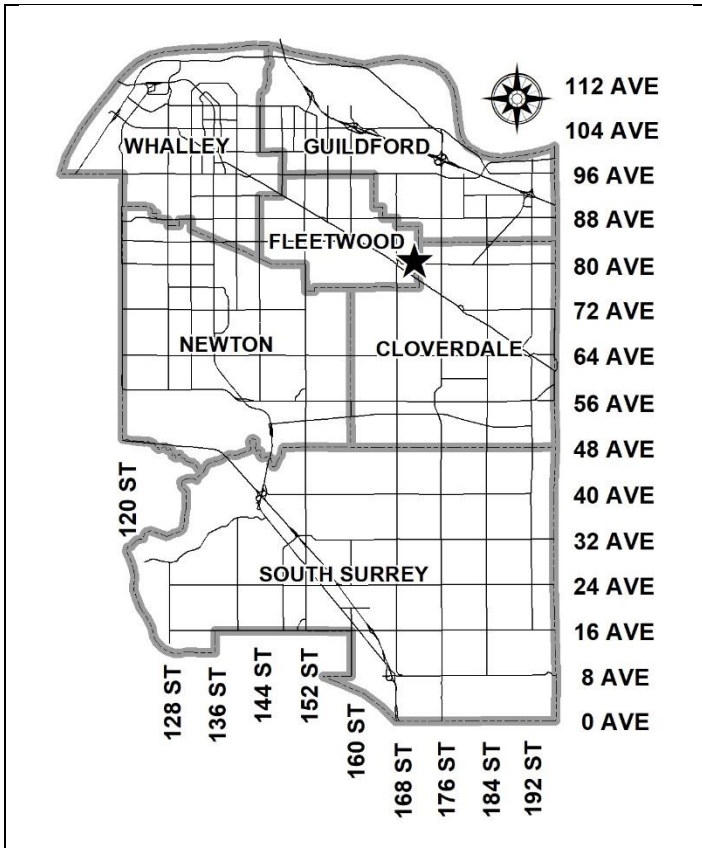 112 AVE
104 AVE
WHALLEY
GUILDFORD
96 AVE
88 AVE
FLEETWOOD
80 AVE
72 AVE
NEWTON
CLOVERDALE
64 AVE
56 AVE
48 AVE
120 ST
40 AVE
32 AVE
SOUTH SURREY
24 AVE
16 AVE
8 AVE
0 AVE
128 ST
136 ST
144 ST
152 ST
160 ST
168 ST
176 ST
184 ST
192 ST